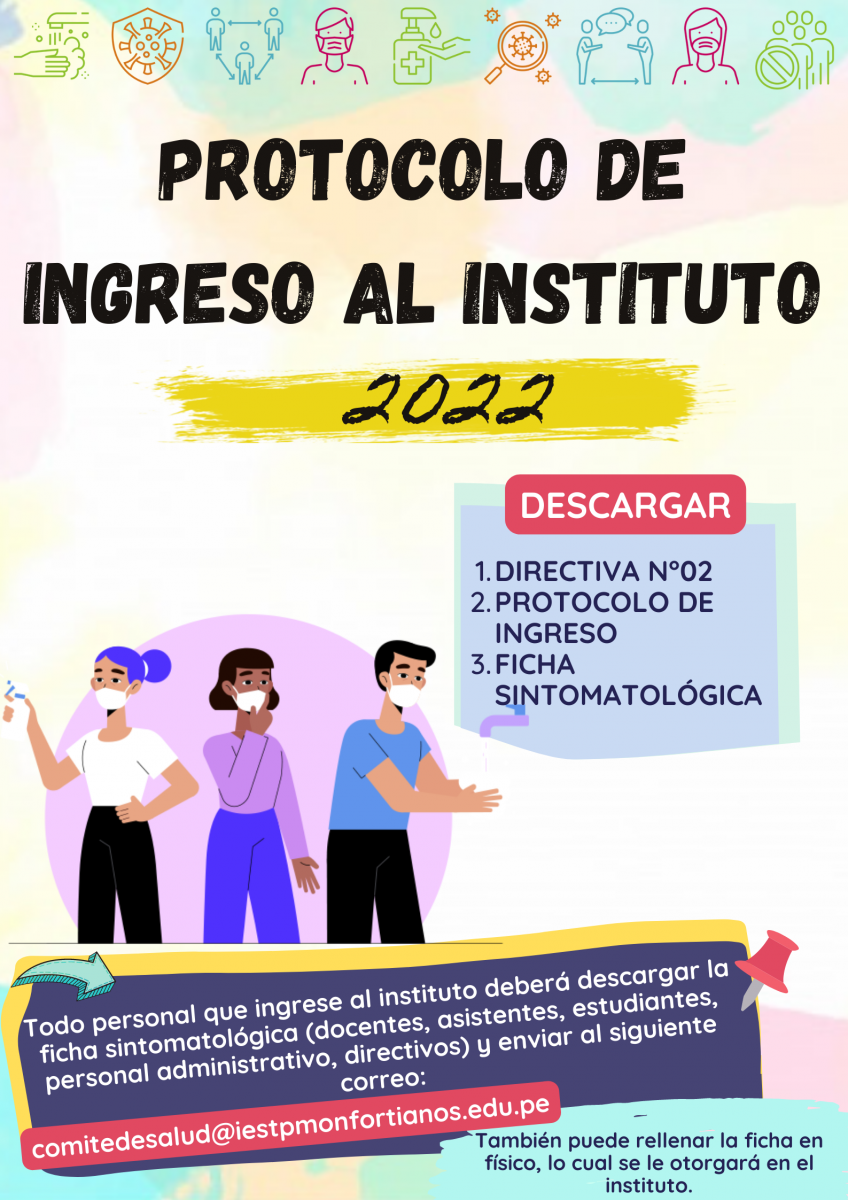 PROTOCOLO DE
INGRESO AL INSTITUTO
2022
DESCARGAR
1. DIRECTIVA N°02
2. PROTOCOLO DE
INGRESO
3. FICHA
SINTOMATOLÓGICA
Todo personal que ingrese al instituto deberá descargar la
ficha sintomatológica (docentes, asistentes, estudiantes,
personal administrativo, directivos) y enviar al siguiente
correo:
comitedesalud@iestpmonfortianos.edu.pe
También puede rellenar la ficha en
físico, lo cual se le otorgará en el
instituto.